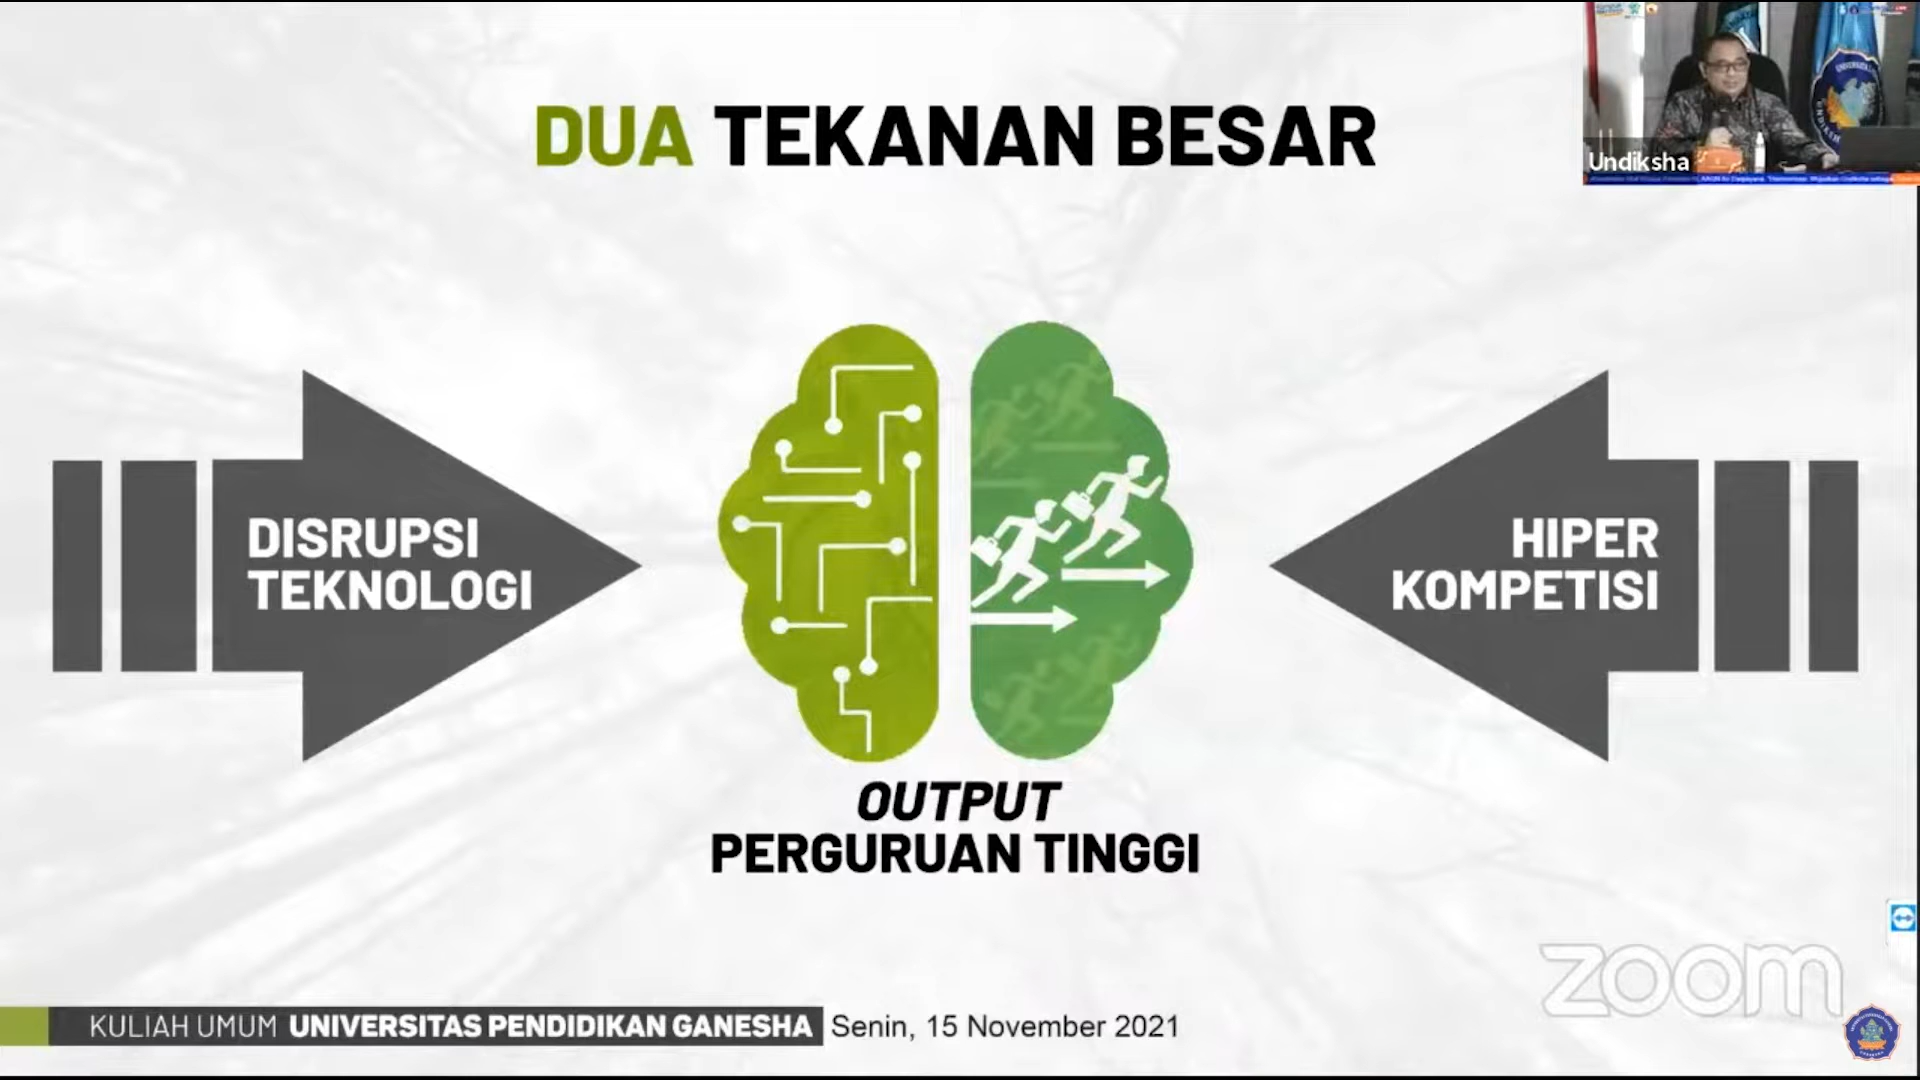 DUA TEKANAN BESAR
Undiksha
DISRUPSI
TEKNOLOGI
HIPER
KOMPETISI
OUTPUT
PERGURUAN TINGGI
zoom
KULIAH UMUM UNIVERSITAS PENDIDIKAN GANESHA Senin, 15 November 2021